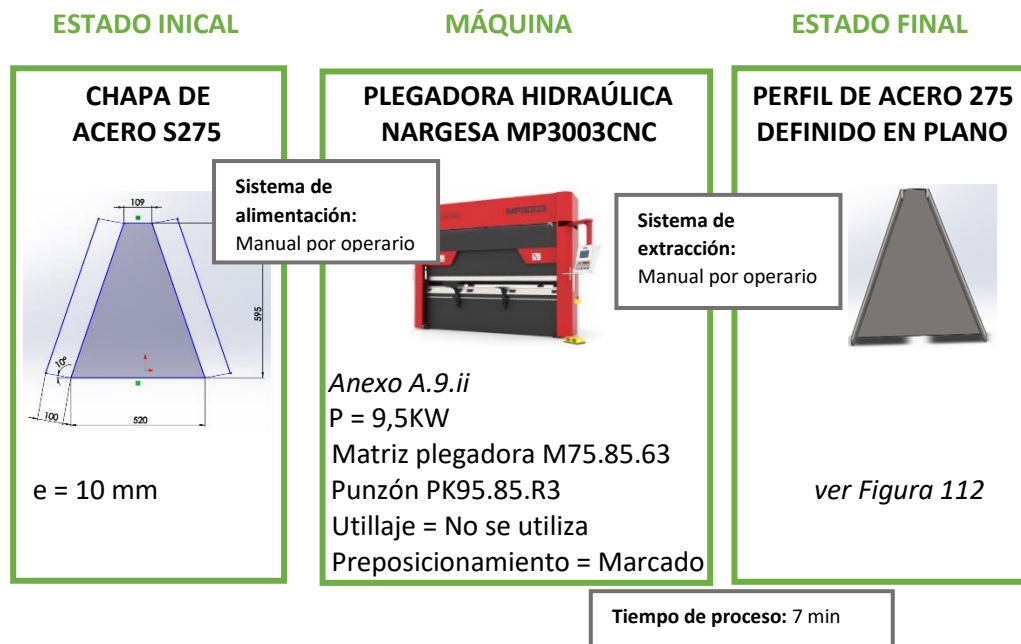 ESTADO INICAL
MÁQUINA
ESTADO FINAL
CHAPA DE
ACERO S275
PLEGADORA HIDRAÚLICA
NARGESA MP3003CNC
PERFIL DE ACERO 275
DEFINIDO EN PLANO
Sistema de
alimentación:
Manual por operario
Sistema de
extracción:
Manual por operario
109
595
10°
100
520
MP3003
Anexo A.9.ii
P = 9,5KW
Matriz plegadora M75.85.63
Punzón PK95.85.R3
Utillaje = No se utiliza
Preposicionamiento = Marcado
e = 10 mm
ver Figura 112
Tiempo de proceso: 7 min